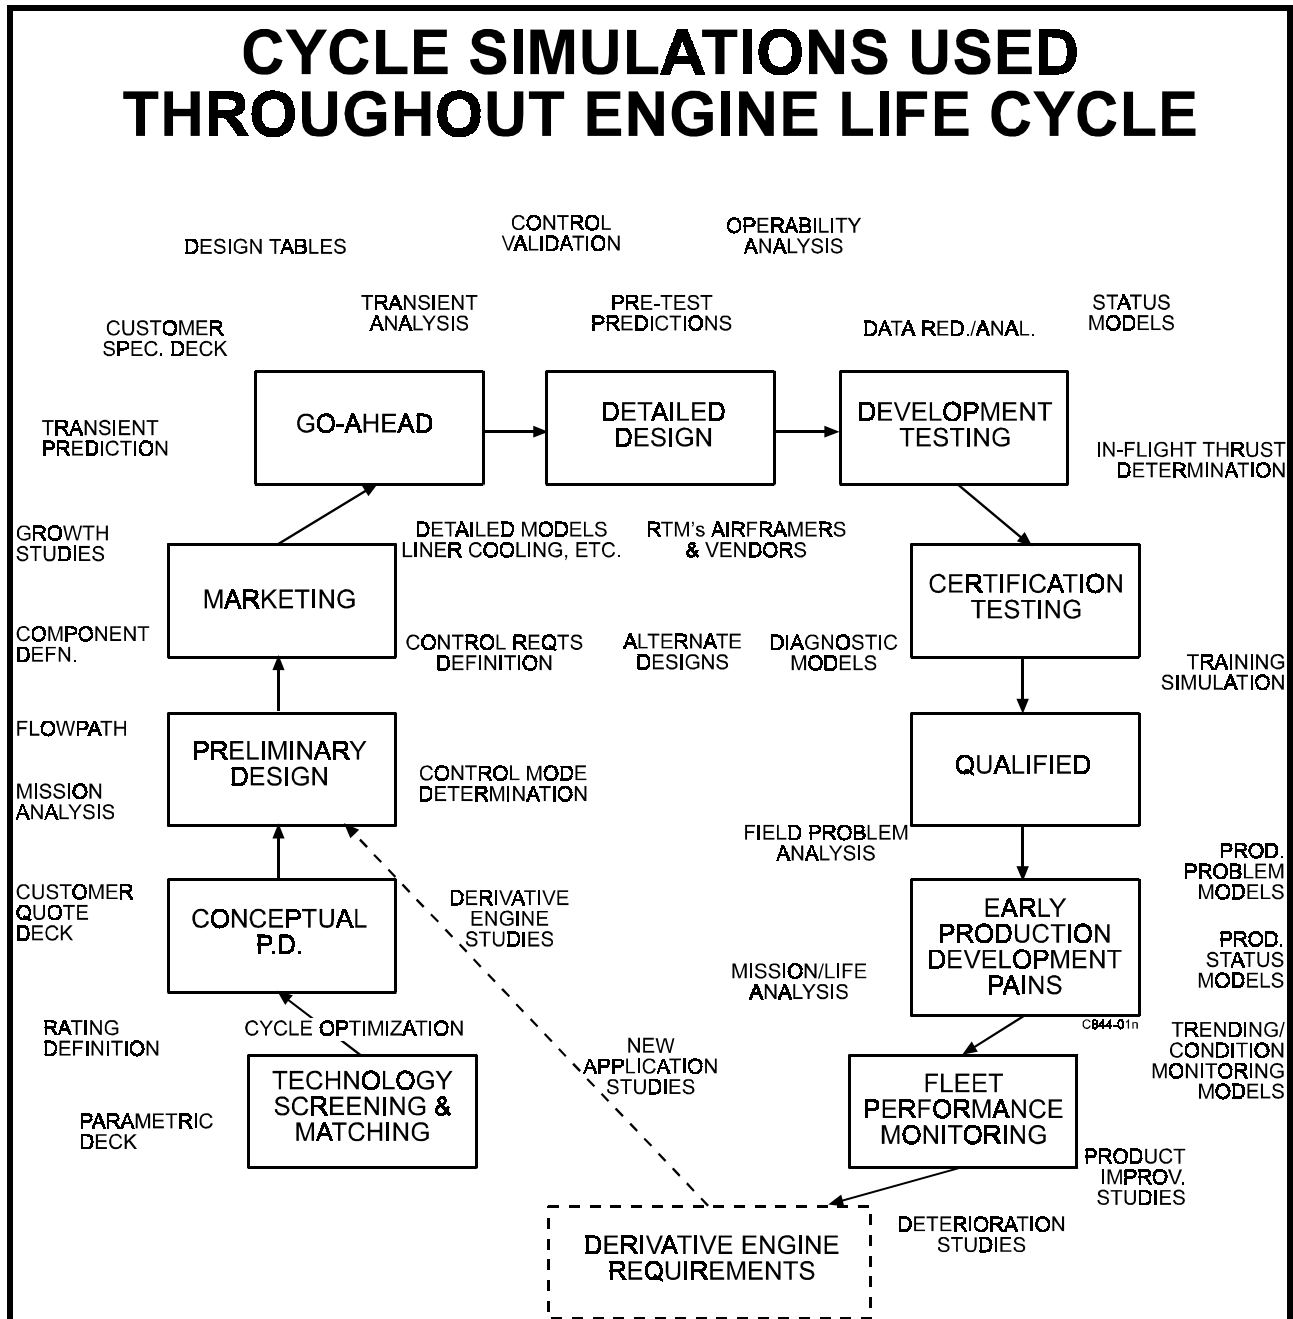 CYCLE SIMULATIONS USED
THROUGHOUT ENGINE LIFE CYCLE
DESIGN TABLES
CONTROL
VALIDATION
OPERABILITY
ANALYSIS
CUSTOMER
SPEC. DECK
TRANSIENT
ANALYSIS
PRE-TEST
PREDICTIONS
DATA RED./ANAL.
STATUS
MODELS
TRANSIENT
PREDICTION
GO-AHEAD
DETAILED
DESIGN
DEVELOPMENT
TESTING
IN-FLIGHT THRUST
DETERMINATION
GROWTH
STUDIES
DETAILED MODELS
LINER COOLING, ETC.
RTM's AIRFRAMERS
& VENDORS
MARKETING
CERTIFICATION
TESTING
COMPONENT
DEFN.
CONTROL REQTS
DEFINITION
ALTERNATE
DESIGNS
DIAGNOSTIC
MODELS
TRAINING
SIMULATION
FLOWPATH
PRELIMINARY
DESIGN
QUALIFIED
MISSION
ANALYSIS
CONTROL MODE
DETERMINATION
FIELD PROBLEM
ANALYSIS
PROD.
PROBLEM
MODELS
CUSTOMER
QUOTE
DECK
CONCEPTUAL
P.D.
DERIVATIVE
ENGINE
STUDIES
EARLY
PRODUCTION
DEVELOPMENT
PAINS
PROD.
STATUS
MODELS
MISSION/LIFE
ANALYSIS
C844-01n
RATING
DEFINITION
CYCLE OPTIMIZATION
NEW
APPLICATION
STUDIES
TRENDING/
CONDITION
MONITORING
MODELS
TECHNOLOGY
SCREENING &
MATCHING
FLEET
PERFORMANCE
MONITORING
PARAMETRIC
DECK
PRODUCT
IMPROV.
STUDIES
DETERIORATION
STUDIES
DERIVATIVE ENGINE
REQUIREMENTS